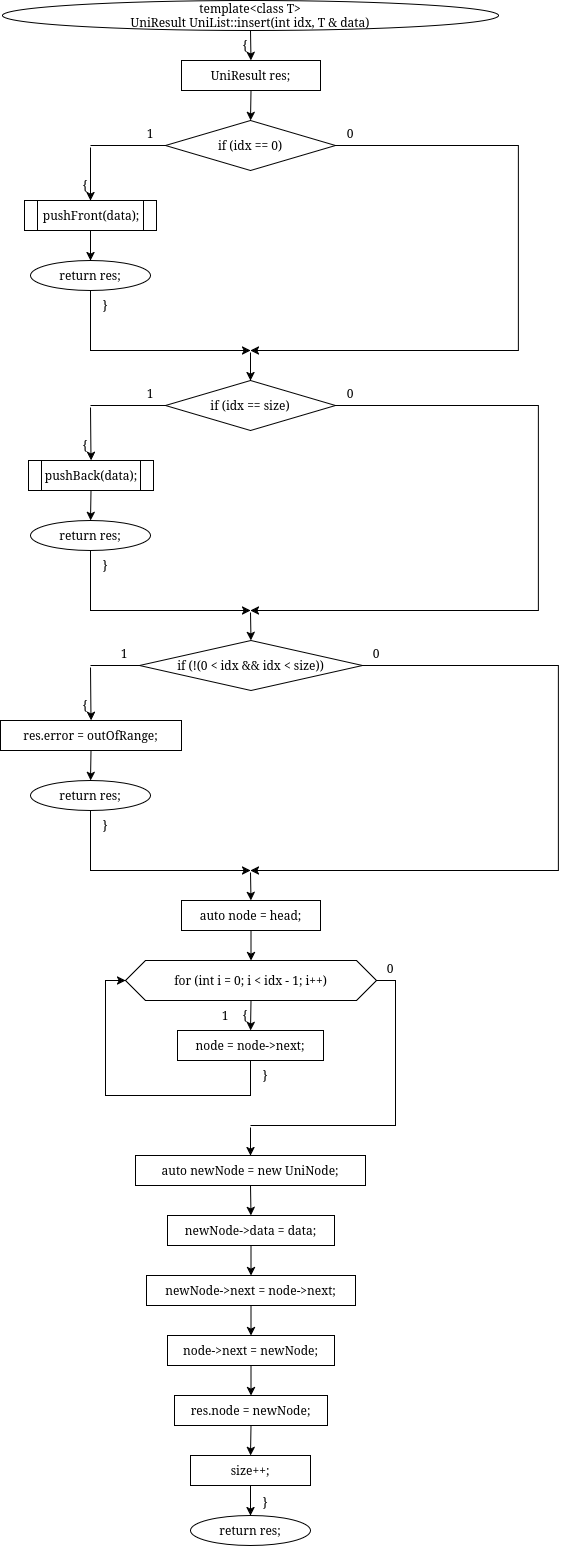 template<class T>
UniResult UniList::insert(int idx, T & data)
{
UniResult res;
1
0
if (idx == 0)
{
pushFront(data);
return res;
}
1
0
if (idx == size)
{
pushBack(data);
return res;
}
1
0
if (!(0 < idx && idx < size))
{
res.error = outOfRange;
return res;
}
auto node = head;
0
for (int i = 0; i < idx - 1; i++)
1
{
node = node->next;
}
auto newNode = new UniNode;
newNode->data = data;
newNode->next = node->next;
node->next = newNode;
res.node = newNode;
size++;
}
return res;